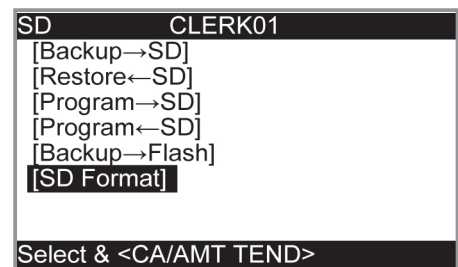 SD CLERK01
[Backup→SD]
[Restore←SD]
[Program→SD]
[Program←SD]
[Backup→Flash]
[SD Format]
Select & <CA/AMT TEND>